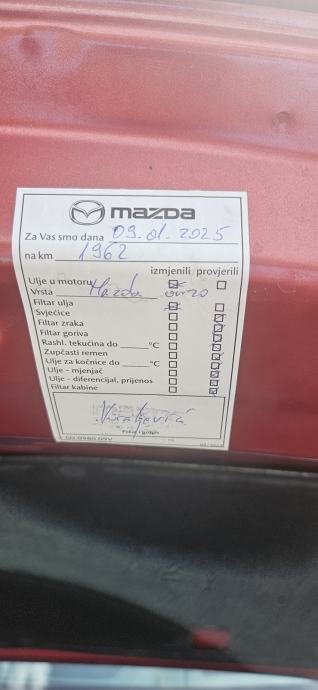 mazda
Za Vas smo dana 09.01.2025
na km 1962
izmjenili provjerili
Ulje u motoru
Vrsta Mazda 0W20
Filtar ulja
Svjećice
Filtar zraka
Filtar goriva
Rashl. tekućina do °C
Zupčasti remen
Ulje za kočnice do °C
Ulje - mjenjač
Ulje - diferencijal, prijenos
Filtar kabine